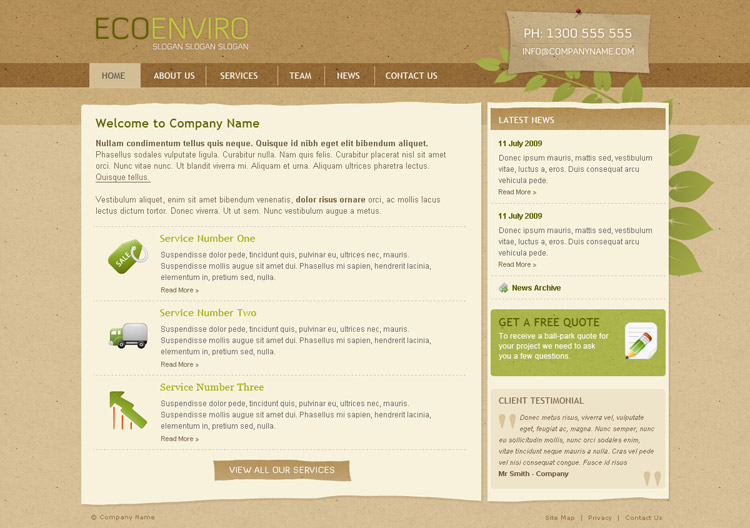 ECOENVIRO
SLOGAN SLOGAN SLOGAN
PH: 1300 555 555
INFO@COMPANYNAME.COM
HOME
ABOUT US
SERVICES
TEAM
NEWS
CONTACT US
Welcome to Company Name
Nullam condimentum tellus quis neque. Quisque id nibh eget elit bibendum aliquet.
Phasellus sodales vulputate ligula. Curabitur nulla. Nam quis felis. Curabitur placerat nisl sit amet
orci. Nunc vitae nunc. Ut blandit viverra mi. Aliquam et urna. Aliquam ultrices pharetra lectus.
Quisque tellus.
Vestibulum aliquet, enim sit amet bibendum venenatis, dolor risus ornare orci, ac mollis lacus
lectus dictum tortor. Donec viverra. Ut ut sem. Nunc vestibulum augue a metus.
SALE
Service Number One
Suspendisse dolor pede, tincidunt quis, pulvinar eu, ultrices nec, mauris.
Suspendisse mollis augue sit amet dui. Phasellus mi sapien, hendrerit lacinia,
elementum in, pretium sed, nulla.
Read More »
Service Number Two
Suspendisse dolor pede, tincidunt quis, pulvinar eu, ultrices nec, mauris.
Suspendisse mollis augue sit amet dui. Phasellus mi sapien, hendrerit lacinia,
elementum in, pretium sed, nulla.
Read More »
Service Number Three
Suspendisse dolor pede, tincidunt quis, pulvinar eu, ultrices nec, mauris.
Suspendisse mollis augue sit amet dui. Phasellus mi sapien, hendrerit lacinia,
elementum in, pretium sed, nulla.
Read More »
VIEW ALL OUR SERVICES
LATEST NEWS
11 July 2009
Donec ipsum mauris, mattis sed, vestibulum
vitae, luctus a, eros. Duis consequat arcu
vehicula pede.
Read More »
11 July 2009
Donec ipsum mauris, mattis sed, vestibulum
vitae, luctus a, eros. Duis consequat arcu
vehicula pede.
Read More »
News Archive
GET A FREE QUOTE
To receive a ball-park quote for
your project we need to ask
you a few questions.
CLIENT TESTIMONIAL
Donec metus risus, viverra vel, vulputate
eget, feugiat ac, magna. Nunc semper, nunc
eu sollicitudin mollis, nunc orci sodales enim,
vitae tincidunt neque mauris a nulla. Cras vel pede
vel nisi consequat congue. Fusce id risus
Mr Smith - Company
© Company Name
Site Map | Privacy | Contact Us